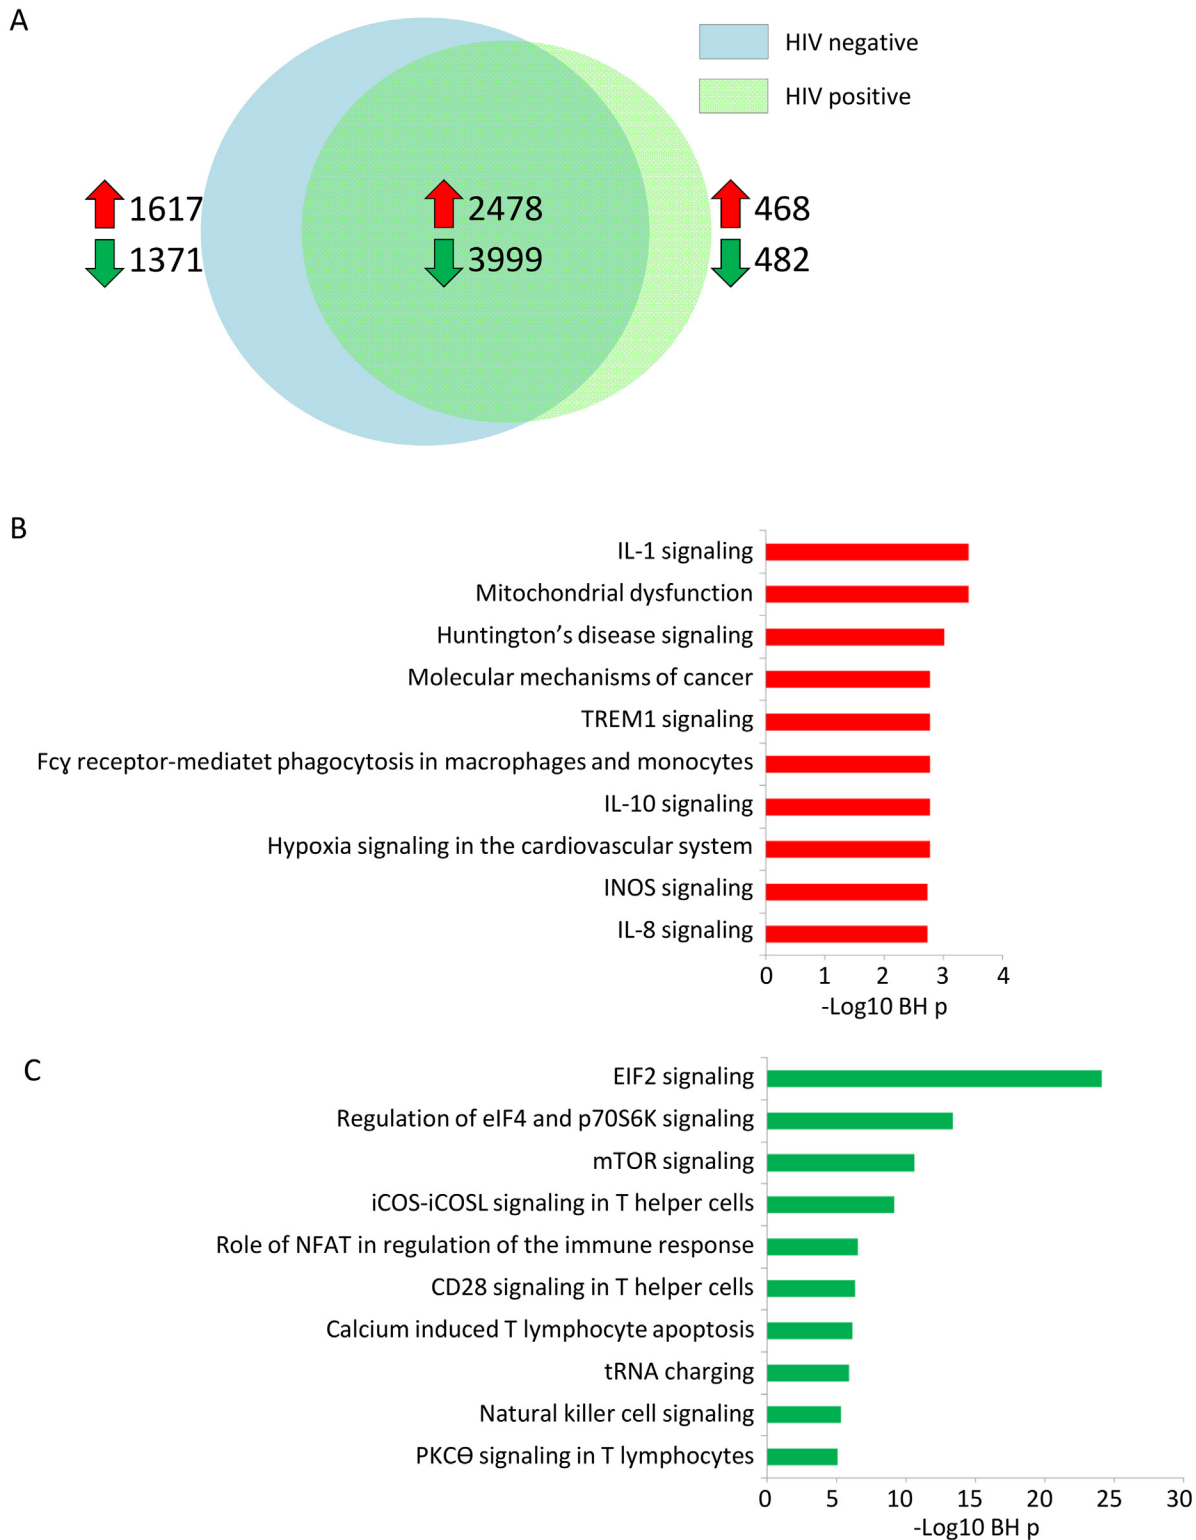 A
HIV negative
HIV positive
1617
2478
468
1371
3999
482
B
IL-1 signaling
Mitochondrial dysfunction
Huntington’s disease signaling
Molecular mechanisms of cancer
TREM1 signaling
Fcɣ receptor-mediatet phagocytosis in macrophages and monocytes
IL-10 signaling
Hypoxia signaling in the cardiovascular system
INOS signaling
IL-8 signaling
0 1 2 3 4
-Log10 BH p
C
EIF2 signaling
Regulation of eIF4 and p70S6K signaling
mTOR signaling
iCOS-iCOSL signaling in T helper cells
Role of NFAT in regulation of the immune response
CD28 signaling in T helper cells
Calcium induced T lymphocyte apoptosis
tRNA charging
Natural killer cell signaling
PKCƟ signaling in T lymphocytes
0 5 10 15 20 25 30
-Log10 BH p